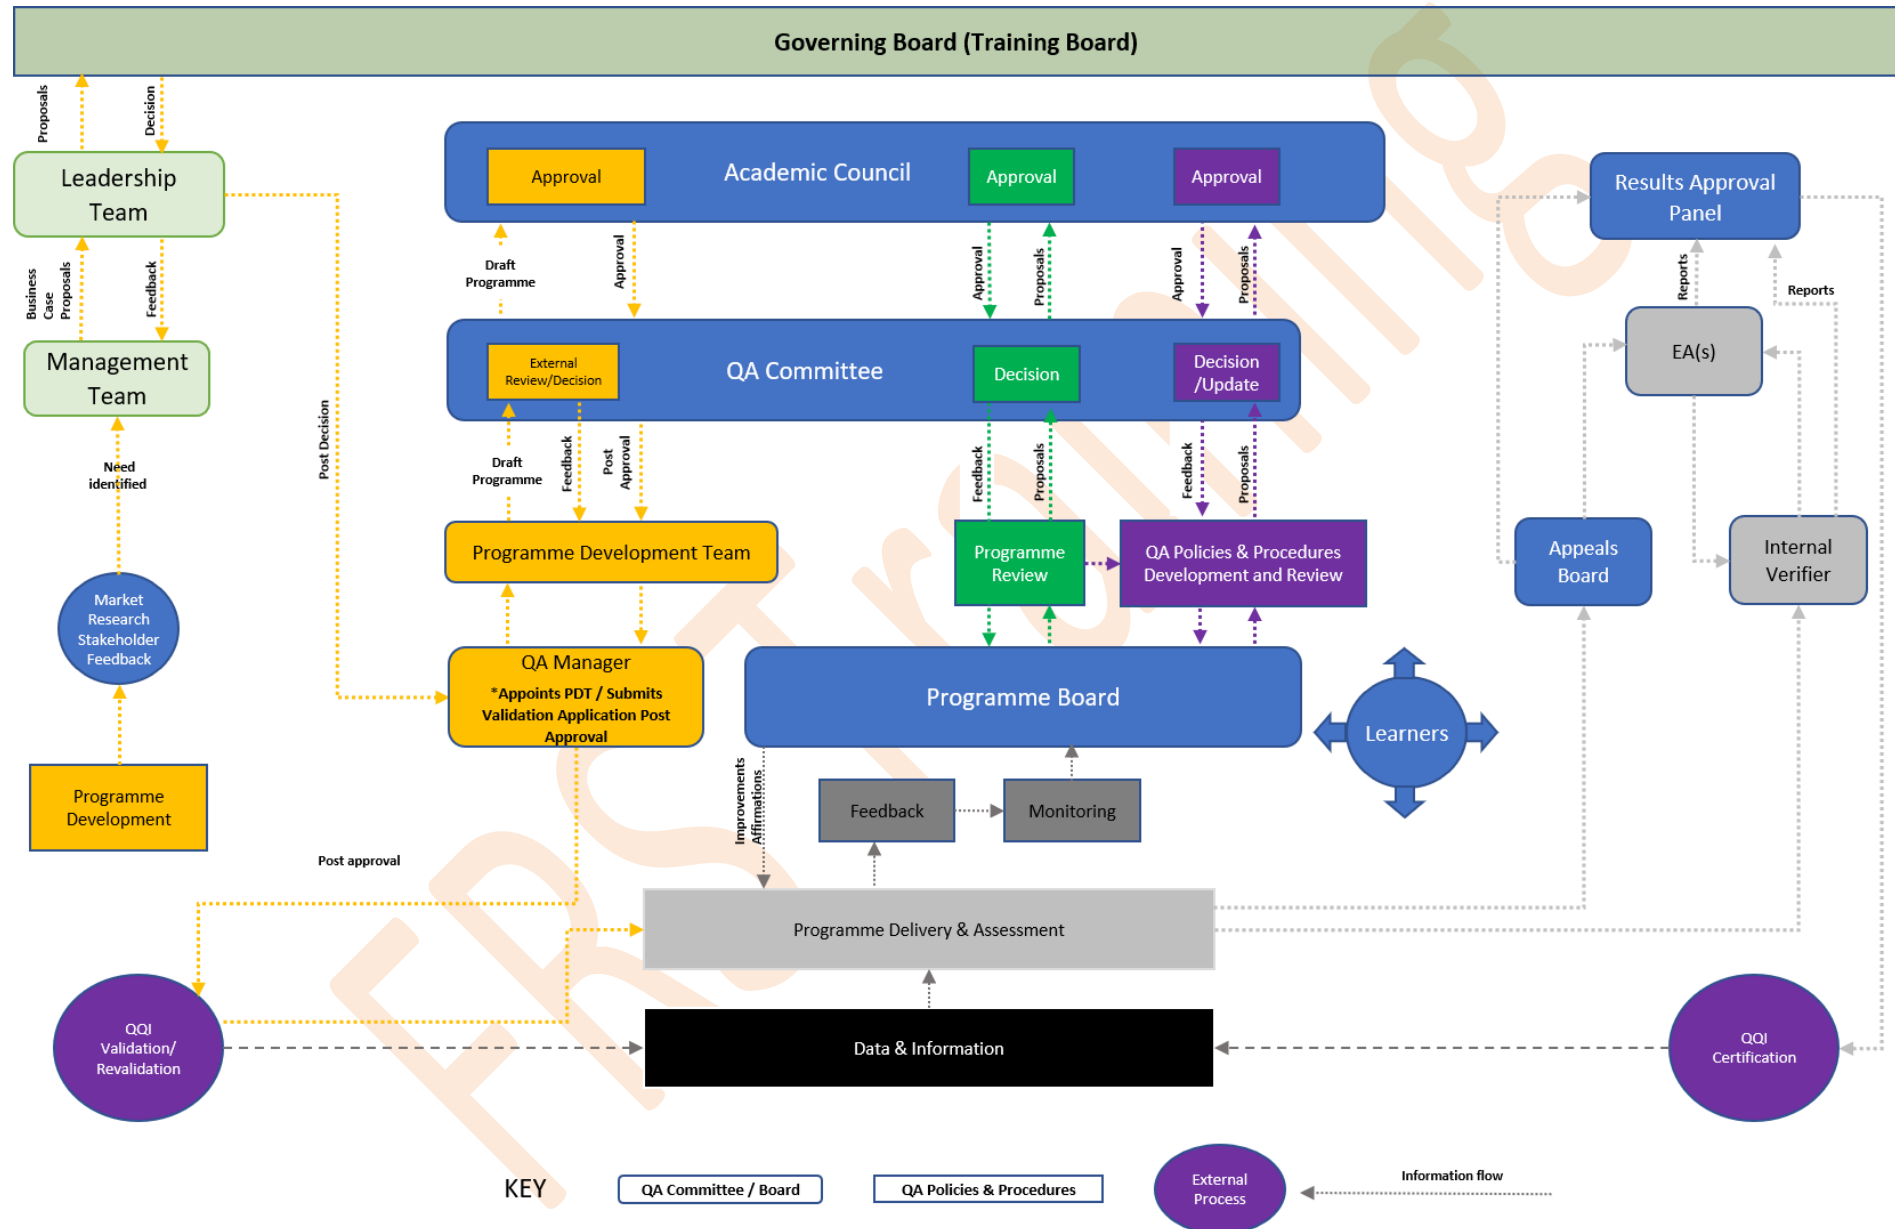 Governing Board (Training Board)
Proposals
Decision
Leadership
Team
Academic Council
Approval
Approval
Approval
Results Approval
Panel
Business
Case
Proposals
Feedback
Draft
Programme
Approval
Approval
Proposals
Approval
Proposals
Reports
Reports
Management
Team
External
Review/Decision
QA Committee
Decision
Decision
/Update
EA(s)
Need
identified
Post Decision
Draft
Programme
Feedback
Post
Approval
Feedback
Proposals
Feedback
Proposals
Programme Development Team
Programme
Review
QA Policies & Procedures
Development and Review
Appeals
Board
Internal
Verifier
Market
Research
Stakeholder
Feedback
QA Manager
*Appoints PDT / Submits
Validation Application Post
Approval
Programme Board
Learners
Programme
Development
Improvements
Affirmations
Feedback
Monitoring
Post approval
Programme Delivery & Assessment
QQI
Validation/
Revalidation
Data & Information
QQI
Certification
KEY
QA Committee / Board
QA Policies & Procedures
External
Process
Information flow
FRS Training